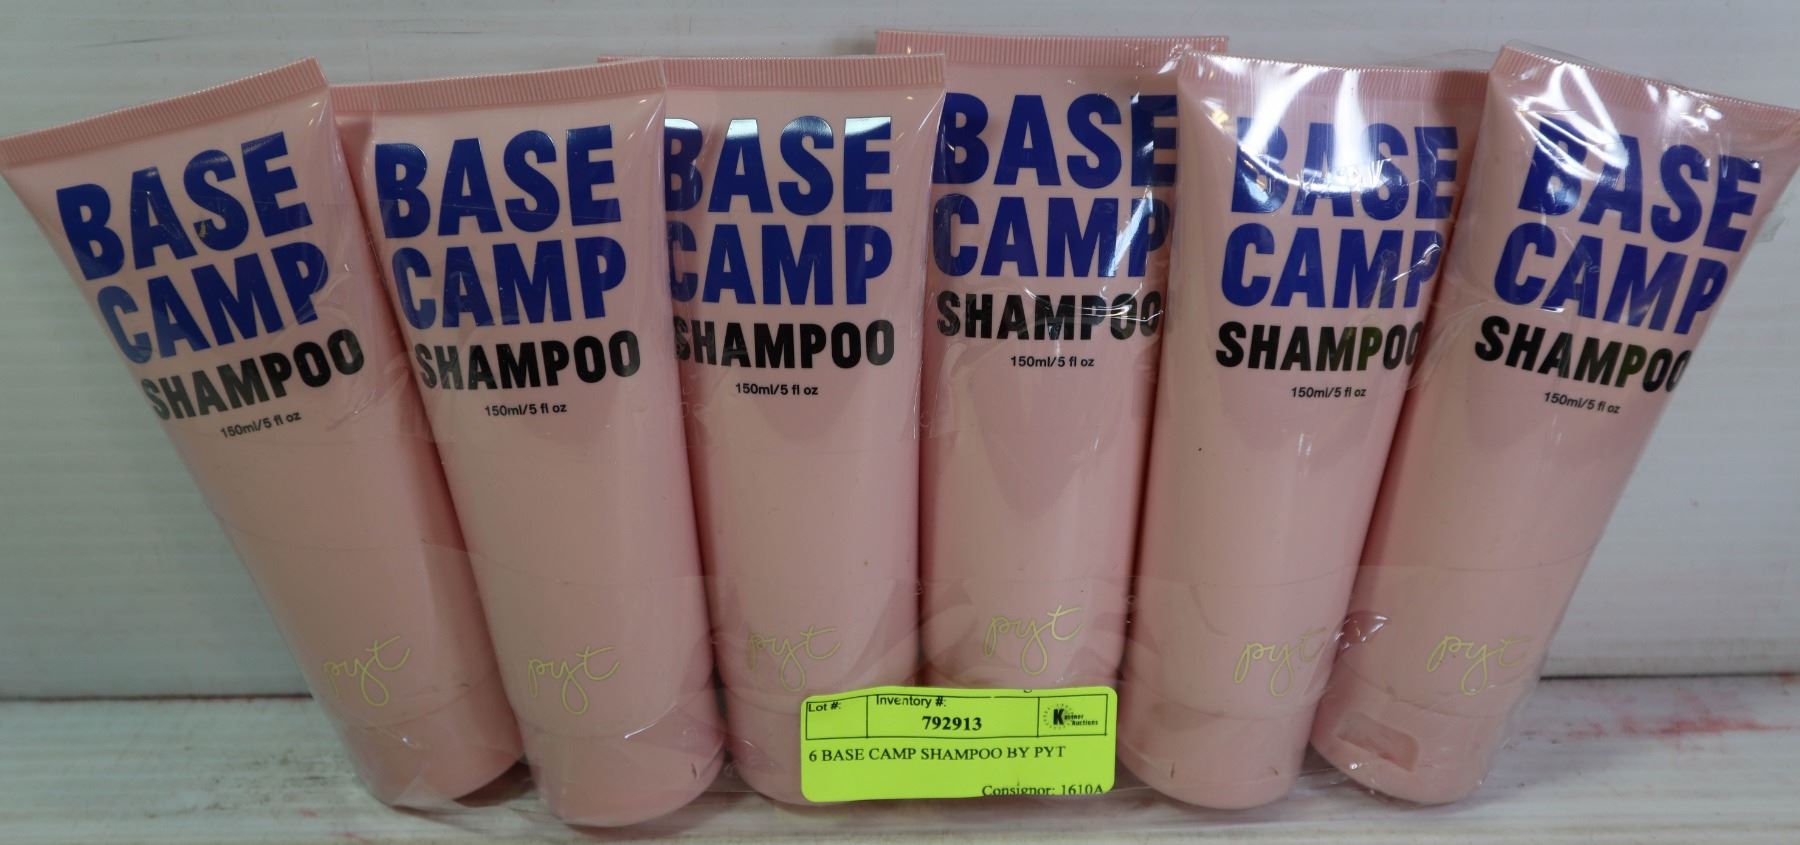 BASE
CAMP
SHAMPOO
150ml/5 fl oz
pyt
BASE
CAMP
SHAMPOO
150ml/5 fl oz
pyt
BASE
CAMP
SHAMPOO
150ml/5 fl oz
pyt
BASE
CAMP
SHAMPOO
150ml/5 fl oz
pyt
BASE
CAMP
SHAMPOO
150ml/5 fl oz
pyt
BASE
CAMP
SHAMPOO
150ml/5 fl oz
pyt
Lot #:
Inventory #:
792913
Kastner
Auctions
6 BASE CAMP SHAMPOO BY PYT
Consignor: 1610A